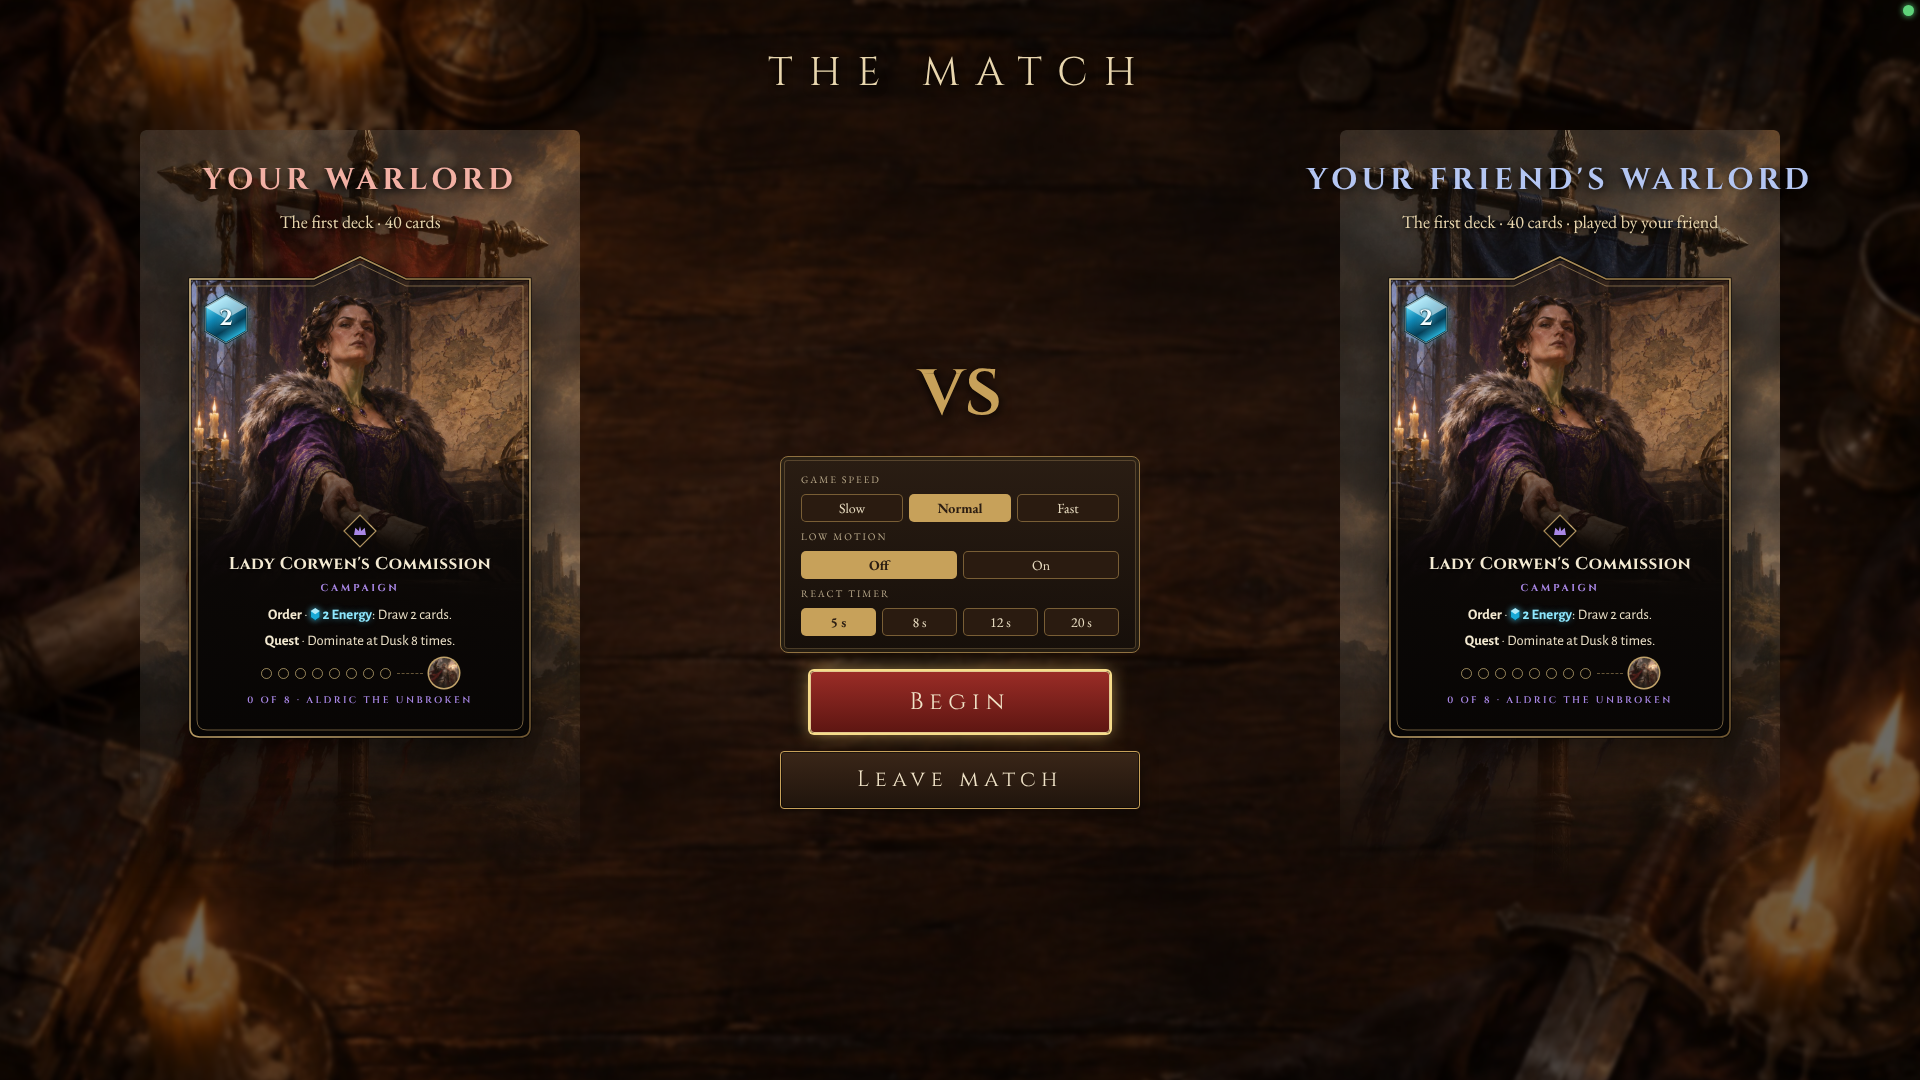 THE MATCH
YOUR WARLORD
The first deck · 40 cards
2
LADY CORWEN'S COMMISSION
CAMPAIGN
Order · 2 Energy: Draw 2 cards.
Quest · Dominate at Dusk 8 times.
0 OF 8 · ALDRIC THE UNBROKEN
VS
GAME SPEED
Slow Normal Fast
LOW MOTION
Off On
REACT TIMER
5 s 8 s 12 s 20 s
BEGIN
LEAVE MATCH
YOUR FRIEND'S WARLORD
The first deck · 40 cards · played by your friend
2
LADY CORWEN'S COMMISSION
CAMPAIGN
Order · 2 Energy: Draw 2 cards.
Quest · Dominate at Dusk 8 times.
0 OF 8 · ALDRIC THE UNBROKEN